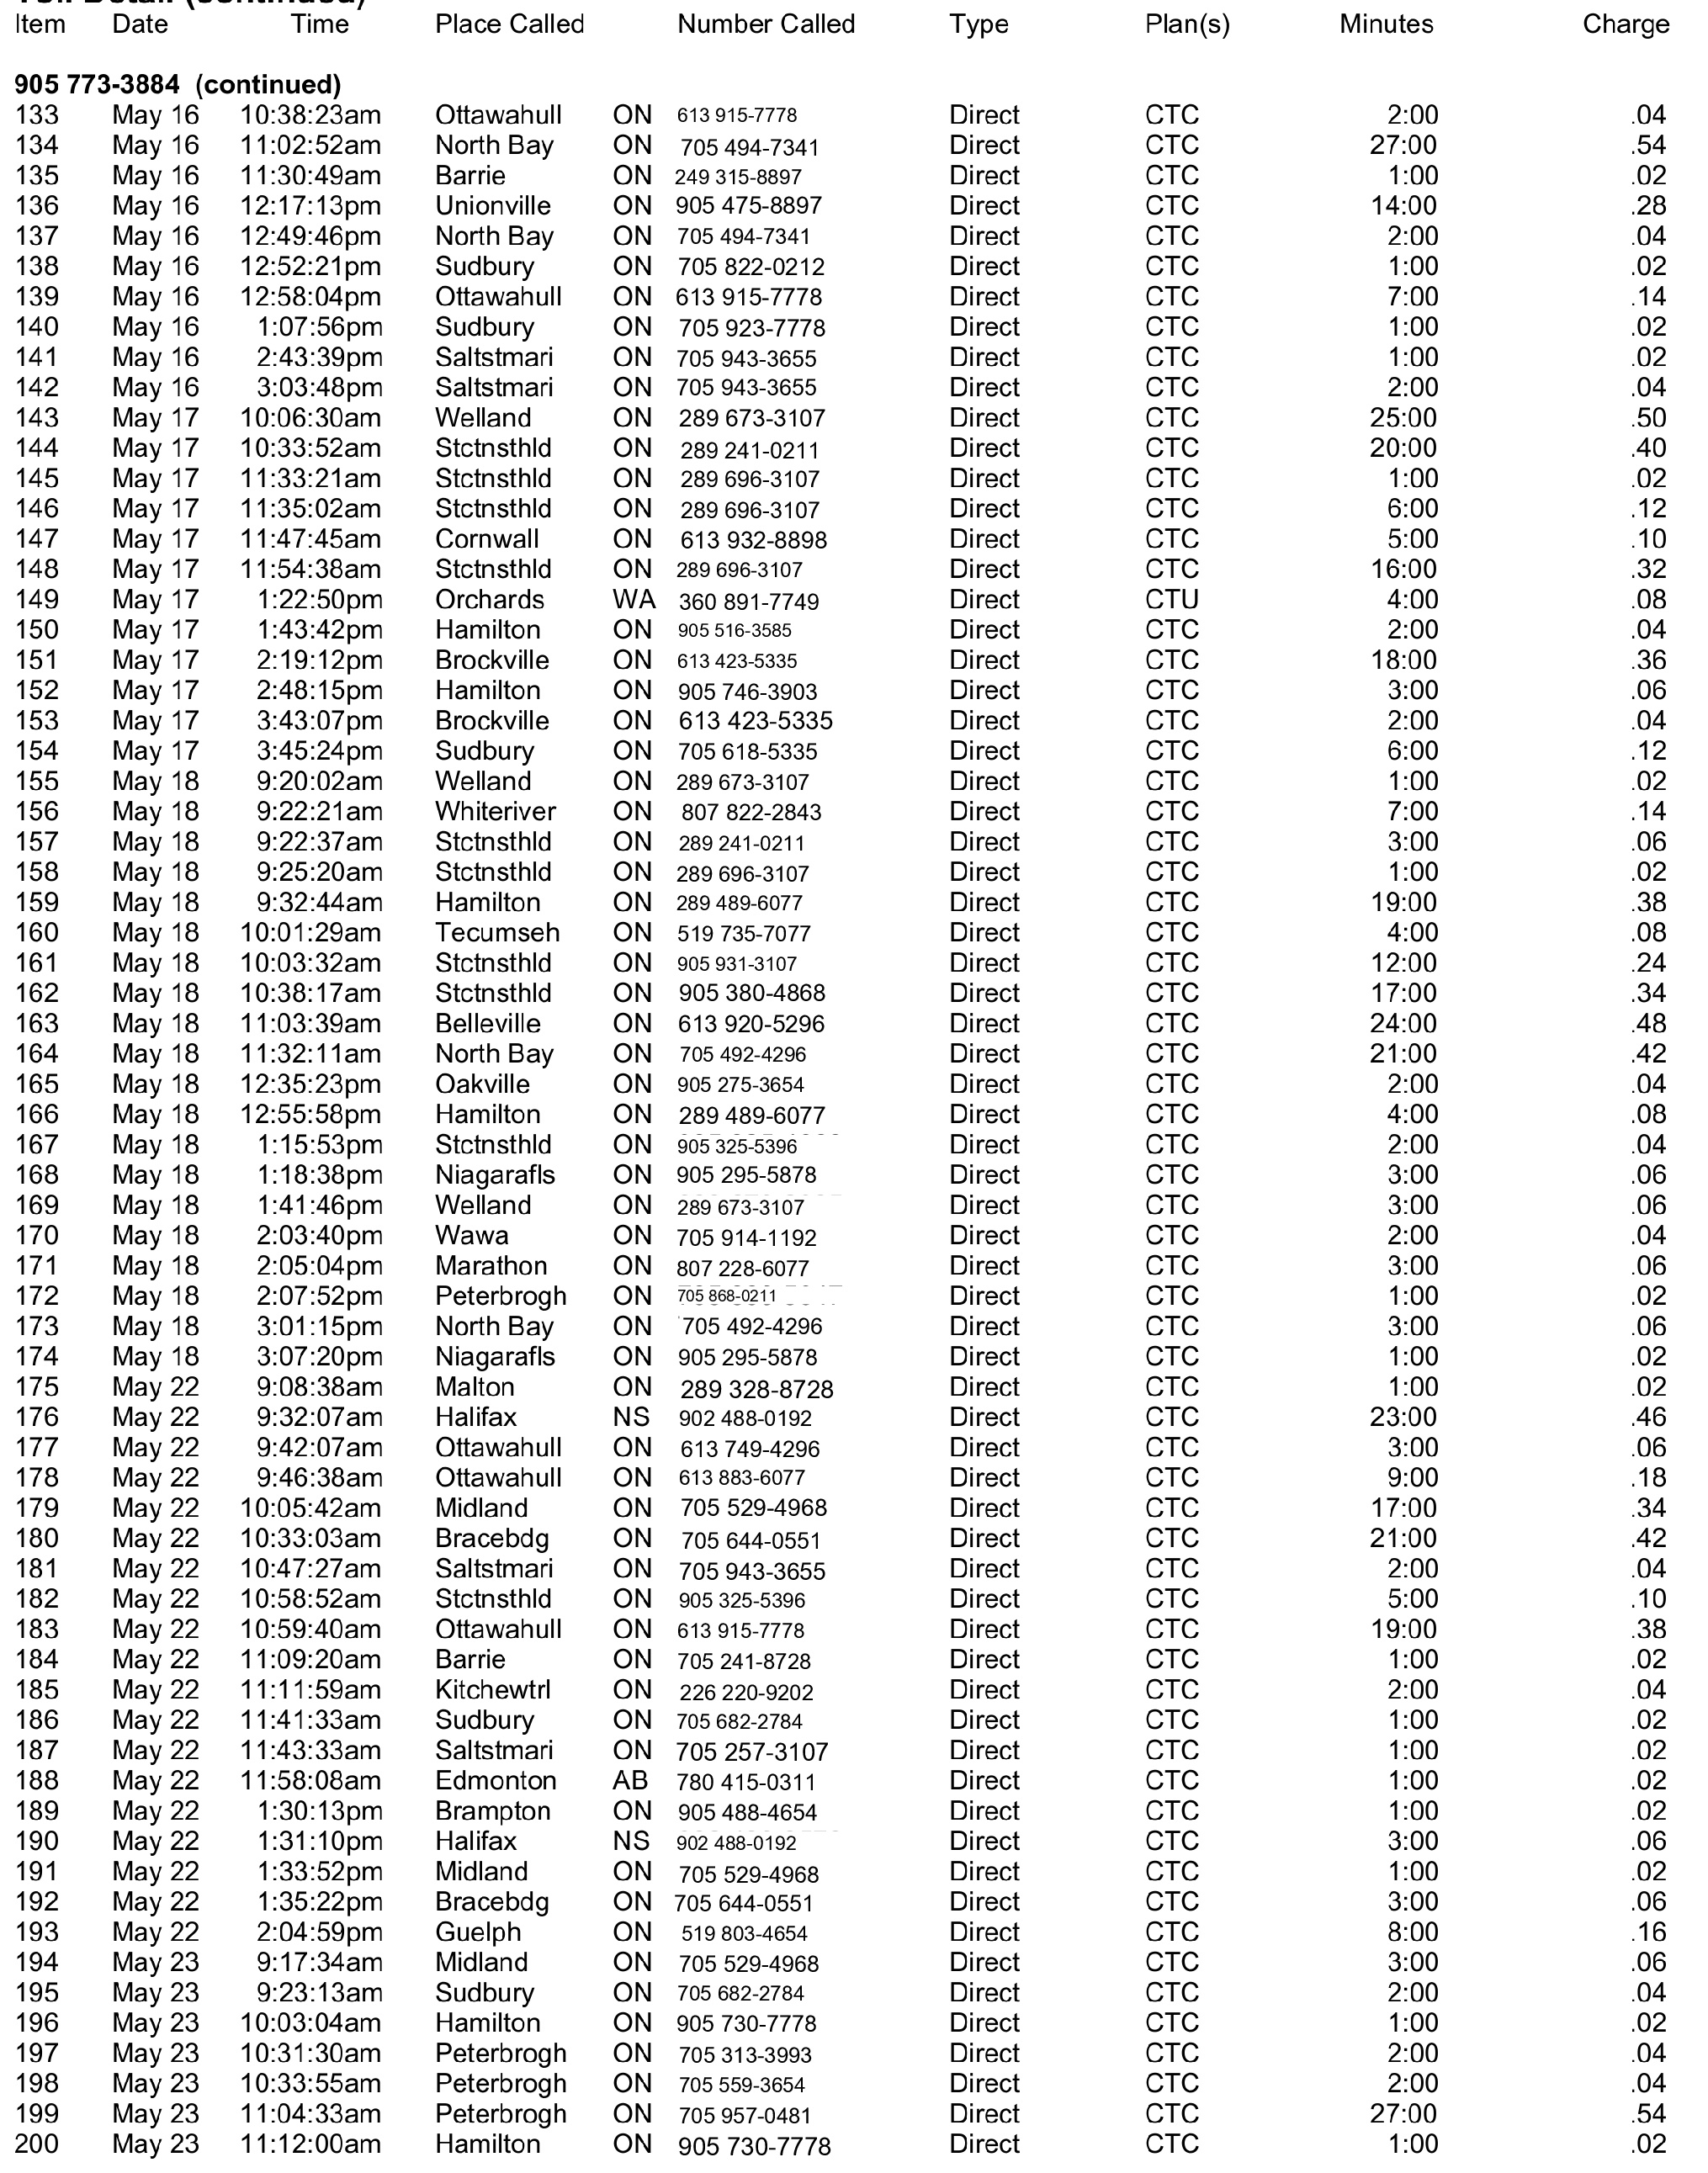 Toll Detail (continued)
Item Date Time Place Called Number Called Type Plan(s) Minutes Charge
905 773-3884 (continued)
133 May 16 10:38:23am Ottawahull ON 613 915-7778 Direct CTC 2:00 .04
134 May 16 11:02:52am North Bay ON 705 494-7341 Direct CTC 27:00 .54
135 May 16 11:30:49am Barrie ON 249 315-8897 Direct CTC 1:00 .02
136 May 16 12:17:13pm Unionville ON 905 475-8897 Direct CTC 14:00 .28
137 May 16 12:49:46pm North Bay ON 705 494-7341 Direct CTC 2:00 .04
138 May 16 12:52:21pm Sudbury ON 705 822-0212 Direct CTC 1:00 .02
139 May 16 12:58:04pm Ottawahull ON 613 915-7778 Direct CTC 7:00 .14
140 May 16 1:07:56pm Sudbury ON 705 923-7778 Direct CTC 1:00 .02
141 May 16 2:43:39pm Saltstmari ON 705 943-3655 Direct CTC 1:00 .02
142 May 16 3:03:48pm Saltstmari ON 705 943-3655 Direct CTC 2:00 .04
143 May 17 10:06:30am Welland ON 289 673-3107 Direct CTC 25:00 .50
144 May 17 10:33:52am Stctnsthld ON 289 241-0211 Direct CTC 20:00 .40
145 May 17 11:33:21am Stctnsthld ON 289 696-3107 Direct CTC 1:00 .02
146 May 17 11:35:02am Stctnsthld ON 289 696-3107 Direct CTC 6:00 .12
147 May 17 11:47:45am Cornwall ON 613 932-8898 Direct CTC 5:00 .10
148 May 17 11:54:38am Stctnsthld ON 289 696-3107 Direct CTC 16:00 .32
149 May 17 1:22:50pm Orchards WA 360 891-7749 Direct CTU 4:00 .08
150 May 17 1:43:42pm Hamilton ON 905 516-3585 Direct CTC 2:00 .04
151 May 17 2:19:12pm Brockville ON 613 423-5335 Direct CTC 18:00 .36
152 May 17 2:48:15pm Hamilton ON 905 746-3903 Direct CTC 3:00 .06
153 May 17 3:43:07pm Brockville ON 613 423-5335 Direct CTC 2:00 .04
154 May 17 3:45:24pm Sudbury ON 705 618-5335 Direct CTC 6:00 .12
155 May 18 9:20:02am Welland ON 289 673-3107 Direct CTC 1:00 .02
156 May 18 9:22:21am Whiteriver ON 807 822-2843 Direct CTC 7:00 .14
157 May 18 9:22:37am Stctnsthld ON 289 241-0211 Direct CTC 3:00 .06
158 May 18 9:25:20am Stctnsthld ON 289 696-3107 Direct CTC 1:00 .02
159 May 18 9:32:44am Hamilton ON 289 489-6077 Direct CTC 19:00 .38
160 May 18 10:01:29am Tecumseh ON 519 735-7077 Direct CTC 4:00 .08
161 May 18 10:03:32am Stctnsthld ON 905 931-3107 Direct CTC 12:00 .24
162 May 18 10:38:17am Stctnsthld ON 905 380-4868 Direct CTC 17:00 .34
163 May 18 11:03:39am Belleville ON 613 920-5296 Direct CTC 24:00 .48
164 May 18 11:32:11am North Bay ON 705 492-4296 Direct CTC 21:00 .42
165 May 18 12:35:23pm Oakville ON 905 275-3654 Direct CTC 2:00 .04
166 May 18 12:55:58pm Hamilton ON 289 489-6077 Direct CTC 4:00 .08
167 May 18 1:15:53pm Stctnsthld ON 905 325-5396 Direct CTC 2:00 .04
168 May 18 1:18:38pm Niagarafls ON 905 295-5878 Direct CTC 3:00 .06
169 May 18 1:41:46pm Welland ON 289 673-3107 Direct CTC 3:00 .06
170 May 18 2:03:40pm Wawa ON 705 914-1192 Direct CTC 2:00 .04
171 May 18 2:05:04pm Marathon ON 807 228-6077 Direct CTC 3:00 .06
172 May 18 2:07:52pm Peterbrogh ON 705 868-0211 Direct CTC 1:00 .02
173 May 18 3:01:15pm North Bay ON 705 492-4296 Direct CTC 3:00 .06
174 May 18 3:07:20pm Niagarafls ON 905 295-5878 Direct CTC 1:00 .02
175 May 22 9:08:38am Malton ON 289 328-8728 Direct CTC 1:00 .02
176 May 22 9:32:07am Halifax NS 902 488-0192 Direct CTC 23:00 .46
177 May 22 9:42:07am Ottawahull ON 613 749-4296 Direct CTC 3:00 .06
178 May 22 9:46:38am Ottawahull ON 613 883-6077 Direct CTC 9:00 .18
179 May 22 10:05:42am Midland ON 705 529-4968 Direct CTC 17:00 .34
180 May 22 10:33:03am Bracebdg ON 705 644-0551 Direct CTC 21:00 .42
181 May 22 10:47:27am Saltstmari ON 705 943-3655 Direct CTC 2:00 .04
182 May 22 10:58:52am Stctnsthld ON 905 325-5396 Direct CTC 5:00 .10
183 May 22 10:59:40am Ottawahull ON 613 915-7778 Direct CTC 19:00 .38
184 May 22 11:09:20am Barrie ON 705 241-8728 Direct CTC 1:00 .02
185 May 22 11:11:59am Kitchewtrl ON 226 220-9202 Direct CTC 2:00 .04
186 May 22 11:41:33am Sudbury ON 705 682-2784 Direct CTC 1:00 .02
187 May 22 11:43:33am Saltstmari ON 705 257-3107 Direct CTC 1:00 .02
188 May 22 11:58:08am Edmonton AB 780 415-0311 Direct CTC 1:00 .02
189 May 22 1:30:13pm Brampton ON 905 488-4654 Direct CTC 1:00 .02
190 May 22 1:31:10pm Halifax NS 902 488-0192 Direct CTC 3:00 .06
191 May 22 1:33:52pm Midland ON 705 529-4968 Direct CTC 1:00 .02
192 May 22 1:35:22pm Bracebdg ON 705 644-0551 Direct CTC 3:00 .06
193 May 22 2:04:59pm Guelph ON 519 803-4654 Direct CTC 8:00 .16
194 May 23 9:17:34am Midland ON 705 529-4968 Direct CTC 3:00 .06
195 May 23 9:23:13am Sudbury ON 705 682-2784 Direct CTC 2:00 .04
196 May 23 10:03:04am Hamilton ON 905 730-7778 Direct CTC 1:00 .02
197 May 23 10:31:30am Peterbrogh ON 705 313-3993 Direct CTC 2:00 .04
198 May 23 10:33:55am Peterbrogh ON 705 559-3654 Direct CTC 2:00 .04
199 May 23 11:04:33am Peterbrogh ON 705 957-0481 Direct CTC 27:00 .54
200 May 23 11:12:00am Hamilton ON 905 730-7778 Direct CTC 1:00 .02